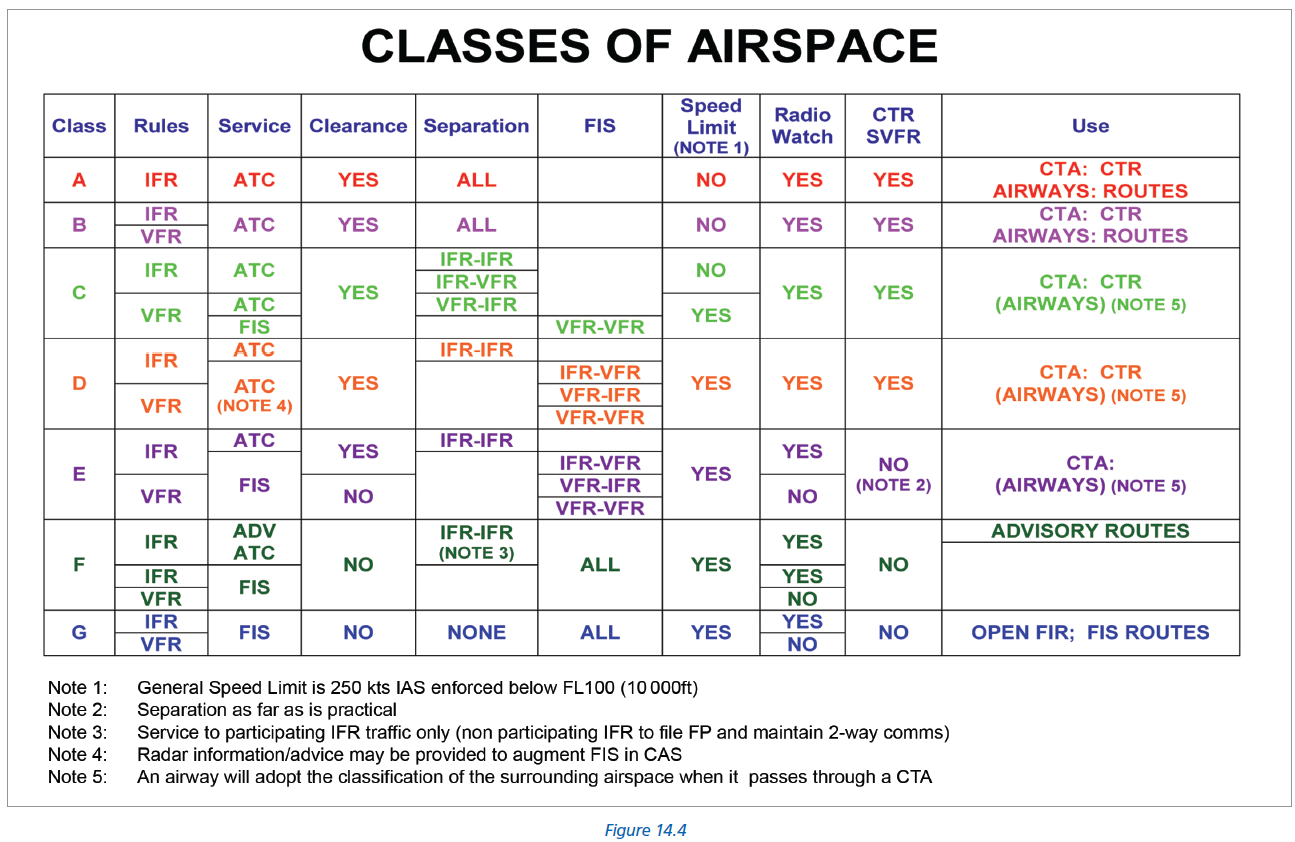 CLASSES OF AIRSPACE
Class Rules Service Clearance Separation FIS Speed Limit (NOTE 1) Radio Watch CTR SVFR Use
A IFR ATC YES ALL NO YES YES CTA: CTR AIRWAYS: ROUTES
B IFR VFR ATC YES ALL NO YES YES CTA: CTR AIRWAYS: ROUTES
C IFR ATC YES IFR-IFR IFR-VFR NO YES YES CTA: CTR (AIRWAYS) (NOTE 5)
VFR ATC VFR-IFR YES
FIS VFR-VFR
D IFR ATC YES IFR-IFR YES YES YES CTA: CTR (AIRWAYS) (NOTE 5)
VFR ATC (NOTE 4) IFR-VFR
VFR-IFR
VFR-VFR
E IFR ATC YES IFR-IFR YES YES NO (NOTE 2) CTA: (AIRWAYS) (NOTE 5)
VFR FIS NO IFR-VFR NO
VFR-IFR
VFR-VFR
F IFR ADV ATC NO IFR-IFR (NOTE 3) ALL YES YES NO ADVISORY ROUTES
IFR FIS YES
VFR NO
G IFR FIS NO NONE ALL YES YES NO OPEN FIR; FIS ROUTES
VFR NO
Note 1: General Speed Limit is 250 kts IAS enforced below FL100 (10 000ft)
Note 2: Separation as far as is practical
Note 3: Service to participating IFR traffic only (non participating IFR to file FP and maintain 2-way comms)
Note 4: Radar information/advice may be provided to augment FIS in CAS
Note 5: An airway will adopt the classification of the surrounding airspace when it passes through a CTA
Figure 14.4